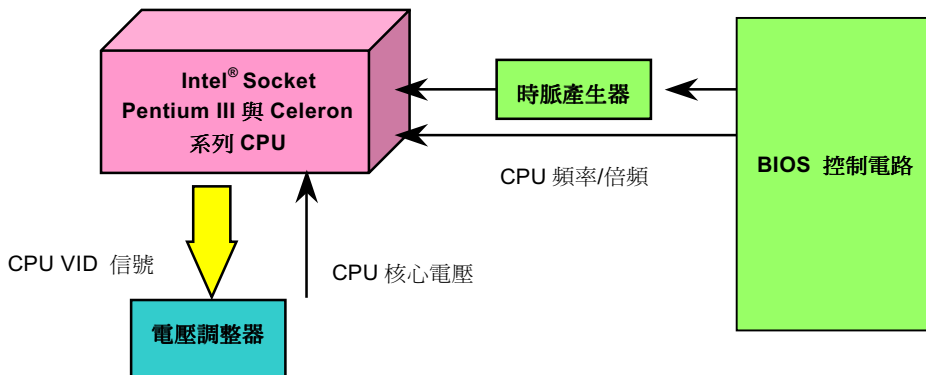 Intel® Socket
Pentium III 與 Celeron
系列 CPU
時脈產生器
BIOS 控制電路
CPU 頻率/倍頻
CPU VID 信號
CPU 核心電壓
電壓調整器